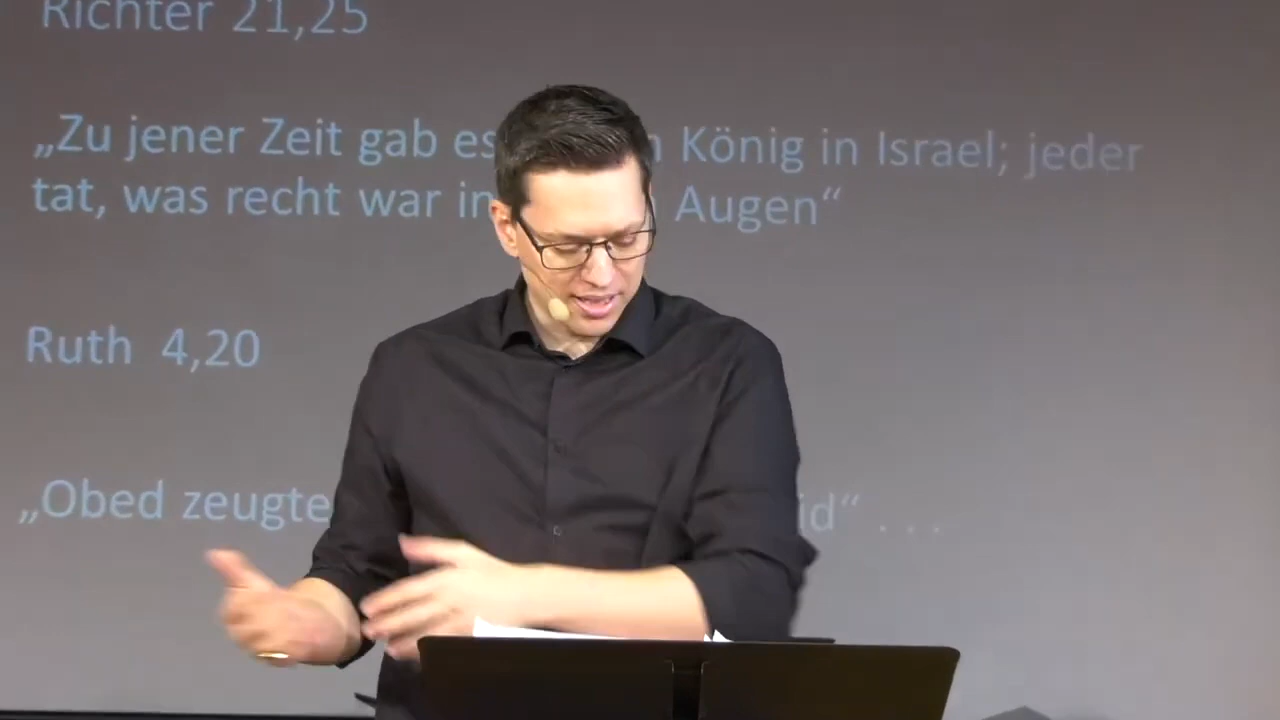 Richter 21,25
„Zu jener Zeit gab es König in Israel; jeder
tat, was recht war in Augen“
Ruth 4,20
„Obed zeugte “ . . .